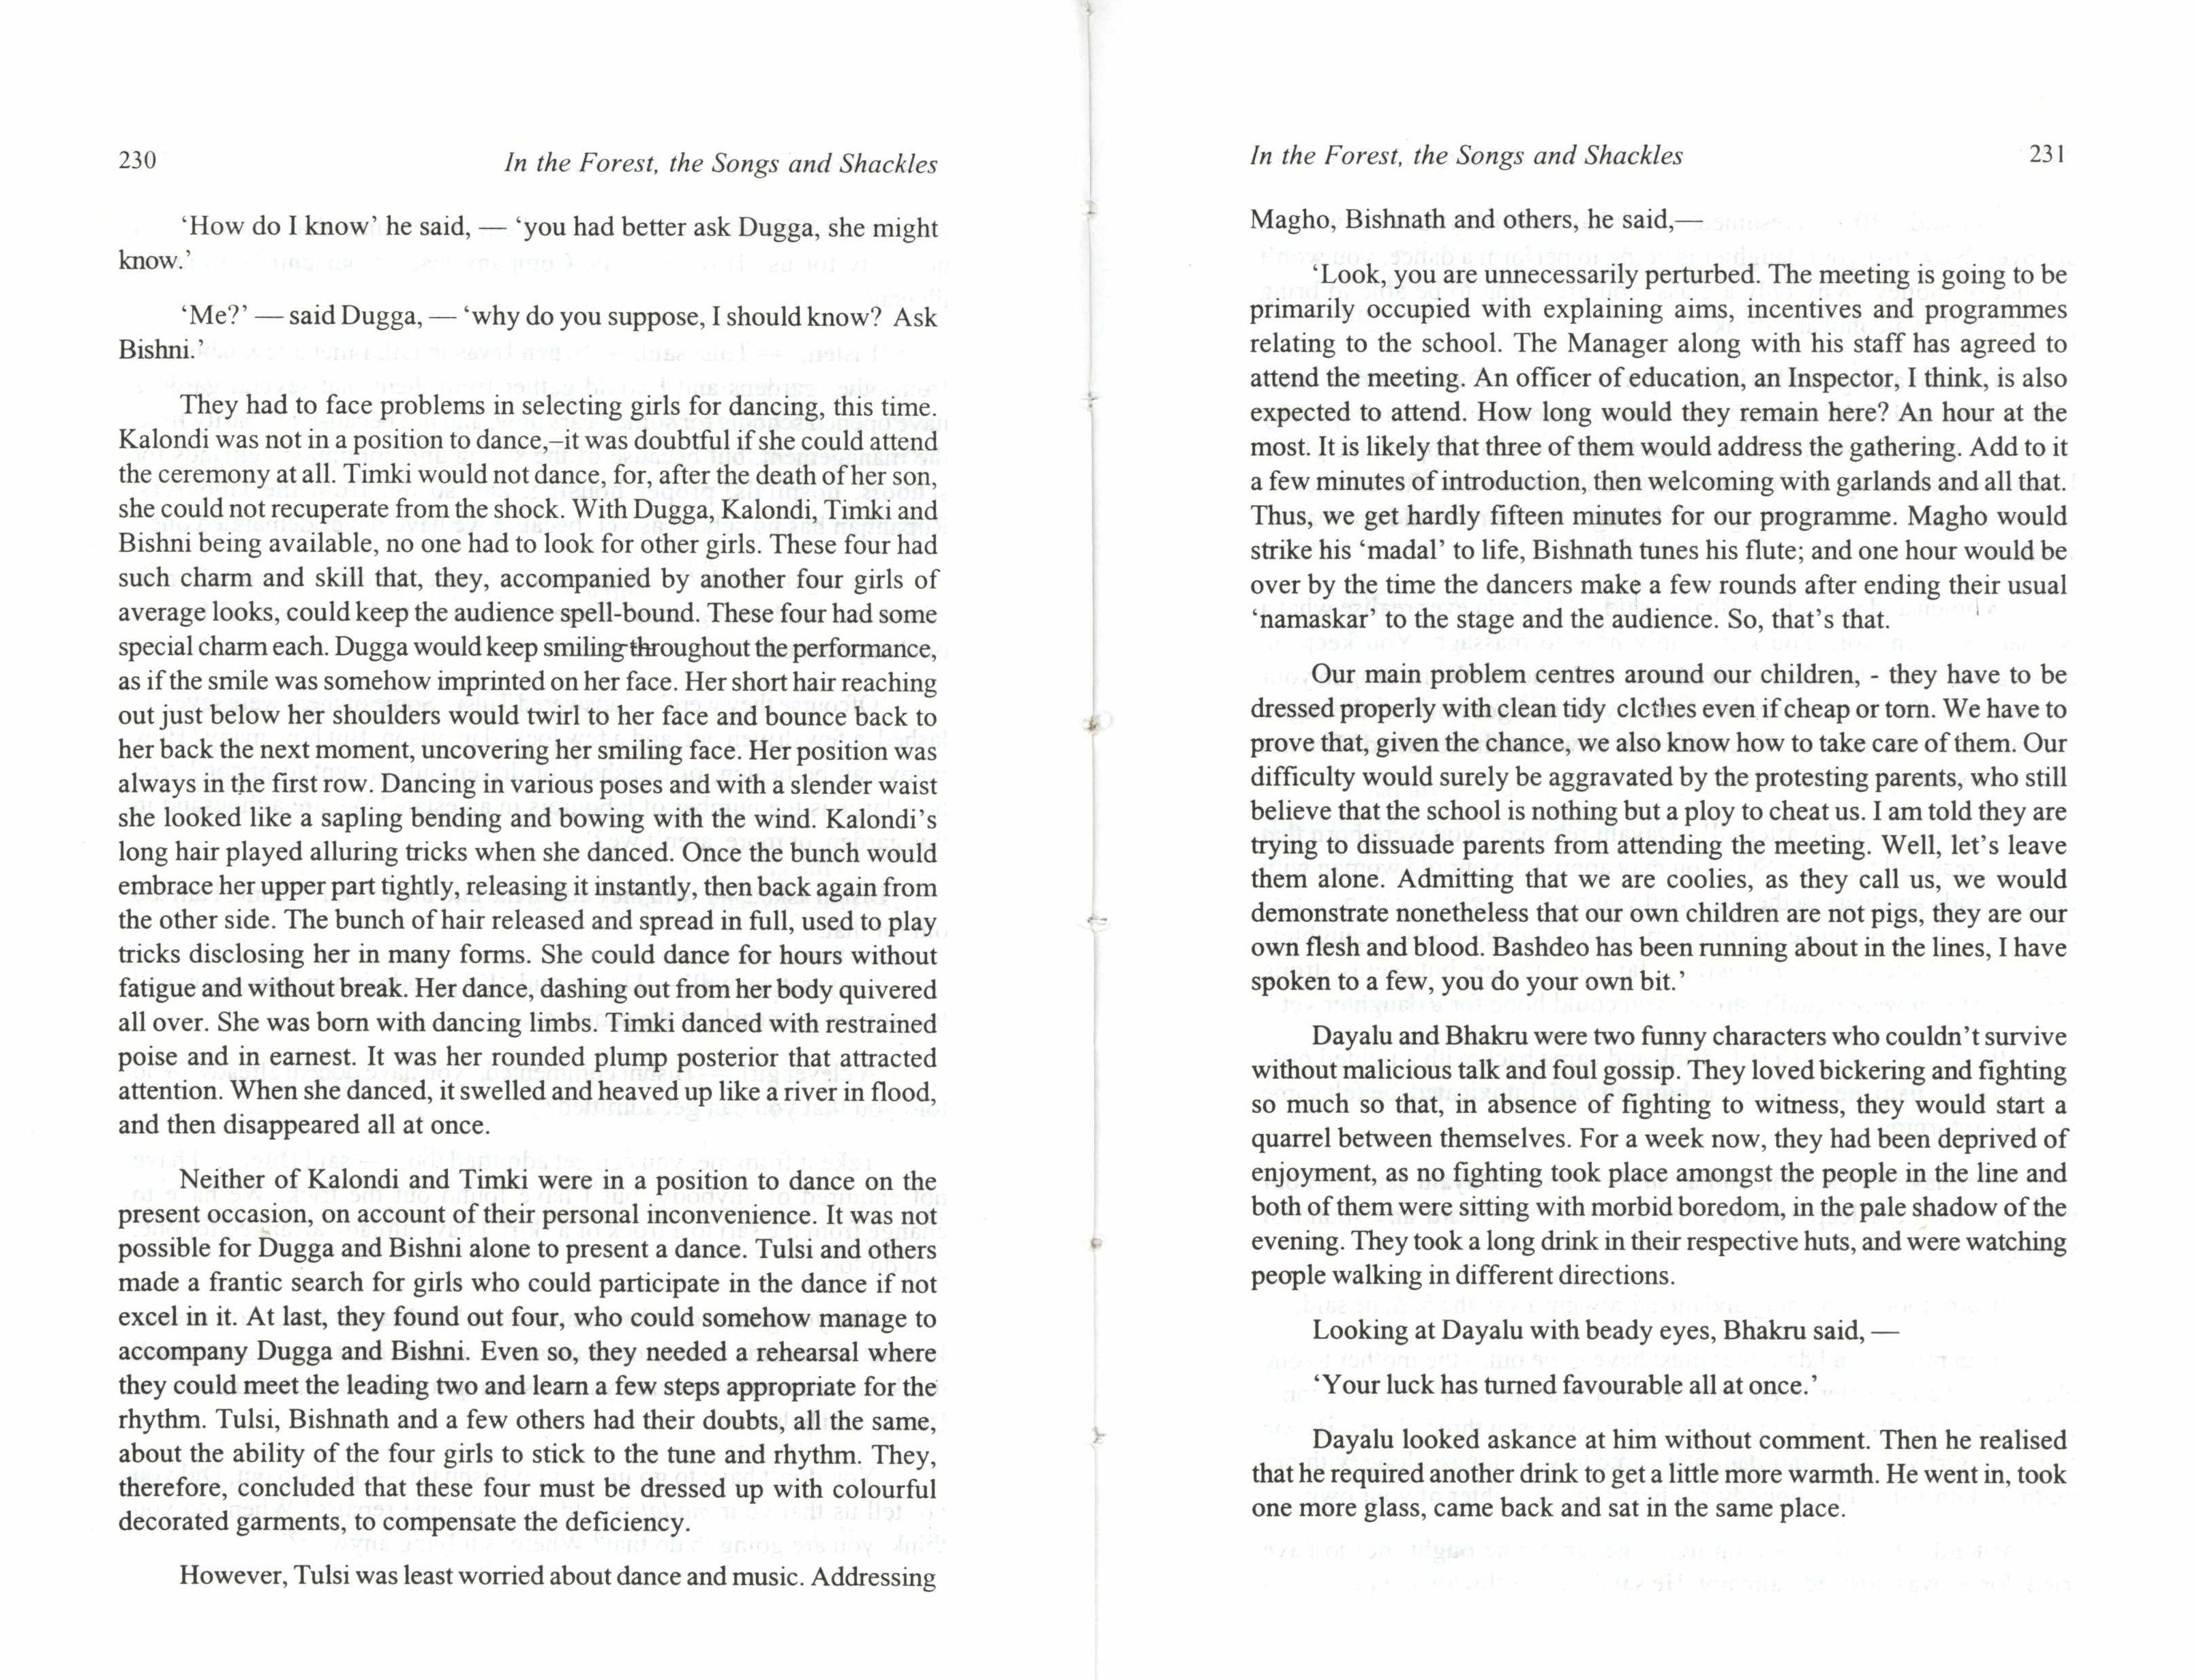 230 In the Forest, the Songs and Shackles
‘How do I know’ he said, — ‘you had better ask Dugga, she might
know.’
‘Me?’ — said Dugga, — ‘why do you suppose, I should know? Ask
Bishni.’
They had to face problems in selecting girls for dancing, this time.
Kalondi was not in a position to dance,–it was doubtful if she could attend
the ceremony at all. Timki would not dance, for, after the death of her son,
she could not recuperate from the shock. With Dugga, Kalondi, Timki and
Bishni being available, no one had to look for other girls. These four had
such charm and skill that, they, accompanied by another four girls of
average looks, could keep the audience spell-bound. These four had some
special charm each. Dugga would keep smiling throughout the performance,
as if the smile was somehow imprinted on her face. Her short hair reaching
out just below her shoulders would twirl to her face and bounce back to
her back the next moment, uncovering her smiling face. Her position was
always in the first row. Dancing in various poses and with a slender waist
she looked like a sapling bending and bowing with the wind. Kalondi’s
long hair played alluring tricks when she danced. Once the bunch would
embrace her upper part tightly, releasing it instantly, then back again from
the other side. The bunch of hair released and spread in full, used to play
tricks disclosing her in many forms. She could dance for hours without
fatigue and without break. Her dance, dashing out from her body quivered
all over. She was born with dancing limbs. Timki danced with restrained
poise and in earnest. It was her rounded plump posterior that attracted
attention. When she danced, it swelled and heaved up like a river in flood,
and then disappeared all at once.
Neither of Kalondi and Timki were in a position to dance on the
present occasion, on account of their personal inconvenience. It was not
possible for Dugga and Bishni alone to present a dance. Tulsi and others
made a frantic search for girls who could participate in the dance if not
excel in it. At last, they found out four, who could somehow manage to
accompany Dugga and Bishni. Even so, they needed a rehearsal where
they could meet the leading two and learn a few steps appropriate for the
rhythm. Tulsi, Bishnath and a few others had their doubts, all the same,
about the ability of the four girls to stick to the tune and rhythm. They,
therefore, concluded that these four must be dressed up with colourful
decorated garments, to compensate the deficiency.
However, Tulsi was least worried about dance and music. Addressing
In the Forest, the Songs and Shackles 231
Magho, Bishnath and others, he said,—
‘Look, you are unnecessarily perturbed. The meeting is going to be
primarily occupied with explaining aims, incentives and programmes
relating to the school. The Manager along with his staff has agreed to
attend the meeting. An officer of education, an Inspector, I think, is also
expected to attend. How long would they remain here? An hour at the
most. It is likely that three of them would address the gathering. Add to it
a few minutes of introduction, then welcoming with garlands and all that.
Thus, we get hardly fifteen minutes for our programme. Magho would
strike his ‘madal’ to life, Bishnath tunes his flute; and one hour would be
over by the time the dancers make a few rounds after ending their usual
‘namaskar’ to the stage and the audience. So, that’s that.
Our main problem centres around our children, - they have to be
dressed properly with clean tidy clcthes even if cheap or torn. We have to
prove that, given the chance, we also know how to take care of them. Our
difficulty would surely be aggravated by the protesting parents, who still
believe that the school is nothing but a ploy to cheat us. I am told they are
trying to dissuade parents from attending the meeting. Well, let’s leave
them alone. Admitting that we are coolies, as they call us, we would
demonstrate nonetheless that our own children are not pigs, they are our
own flesh and blood. Bashdeo has been running about in the lines, I have
spoken to a few, you do your own bit.’
Dayalu and Bhakru were two funny characters who couldn’t survive
without malicious talk and foul gossip. They loved bickering and fighting
so much so that, in absence of fighting to witness, they would start a
quarrel between themselves. For a week now, they had been deprived of
enjoyment, as no fighting took place amongst the people in the line and
both of them were sitting with morbid boredom, in the pale shadow of the
evening. They took a long drink in their respective huts, and were watching
people walking in different directions.
Looking at Dayalu with beady eyes, Bhakru said, —
‘Your luck has turned favourable all at once.’
Dayalu looked askance at him without comment. Then he realised
that he required another drink to get a little more warmth. He went in, took
one more glass, came back and sat in the same place.